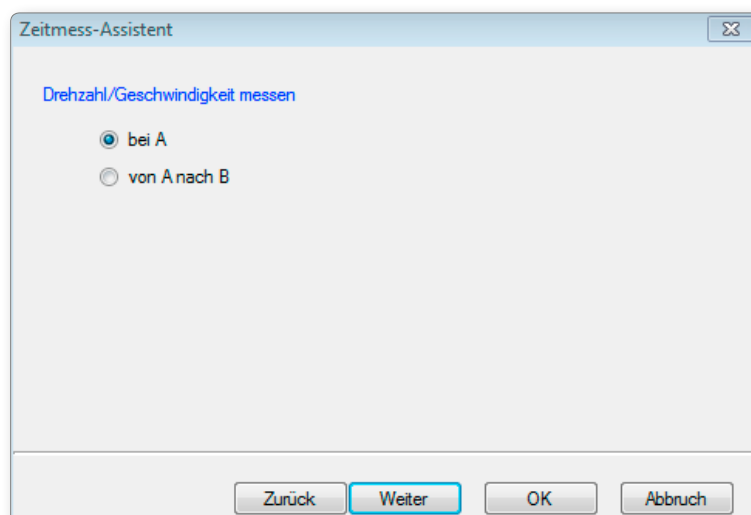 Zeitmess-Assistent
Drehzahl/Geschwindigkeit messen
bei A
von A nach B
Zurück Weiter OK Abbruch